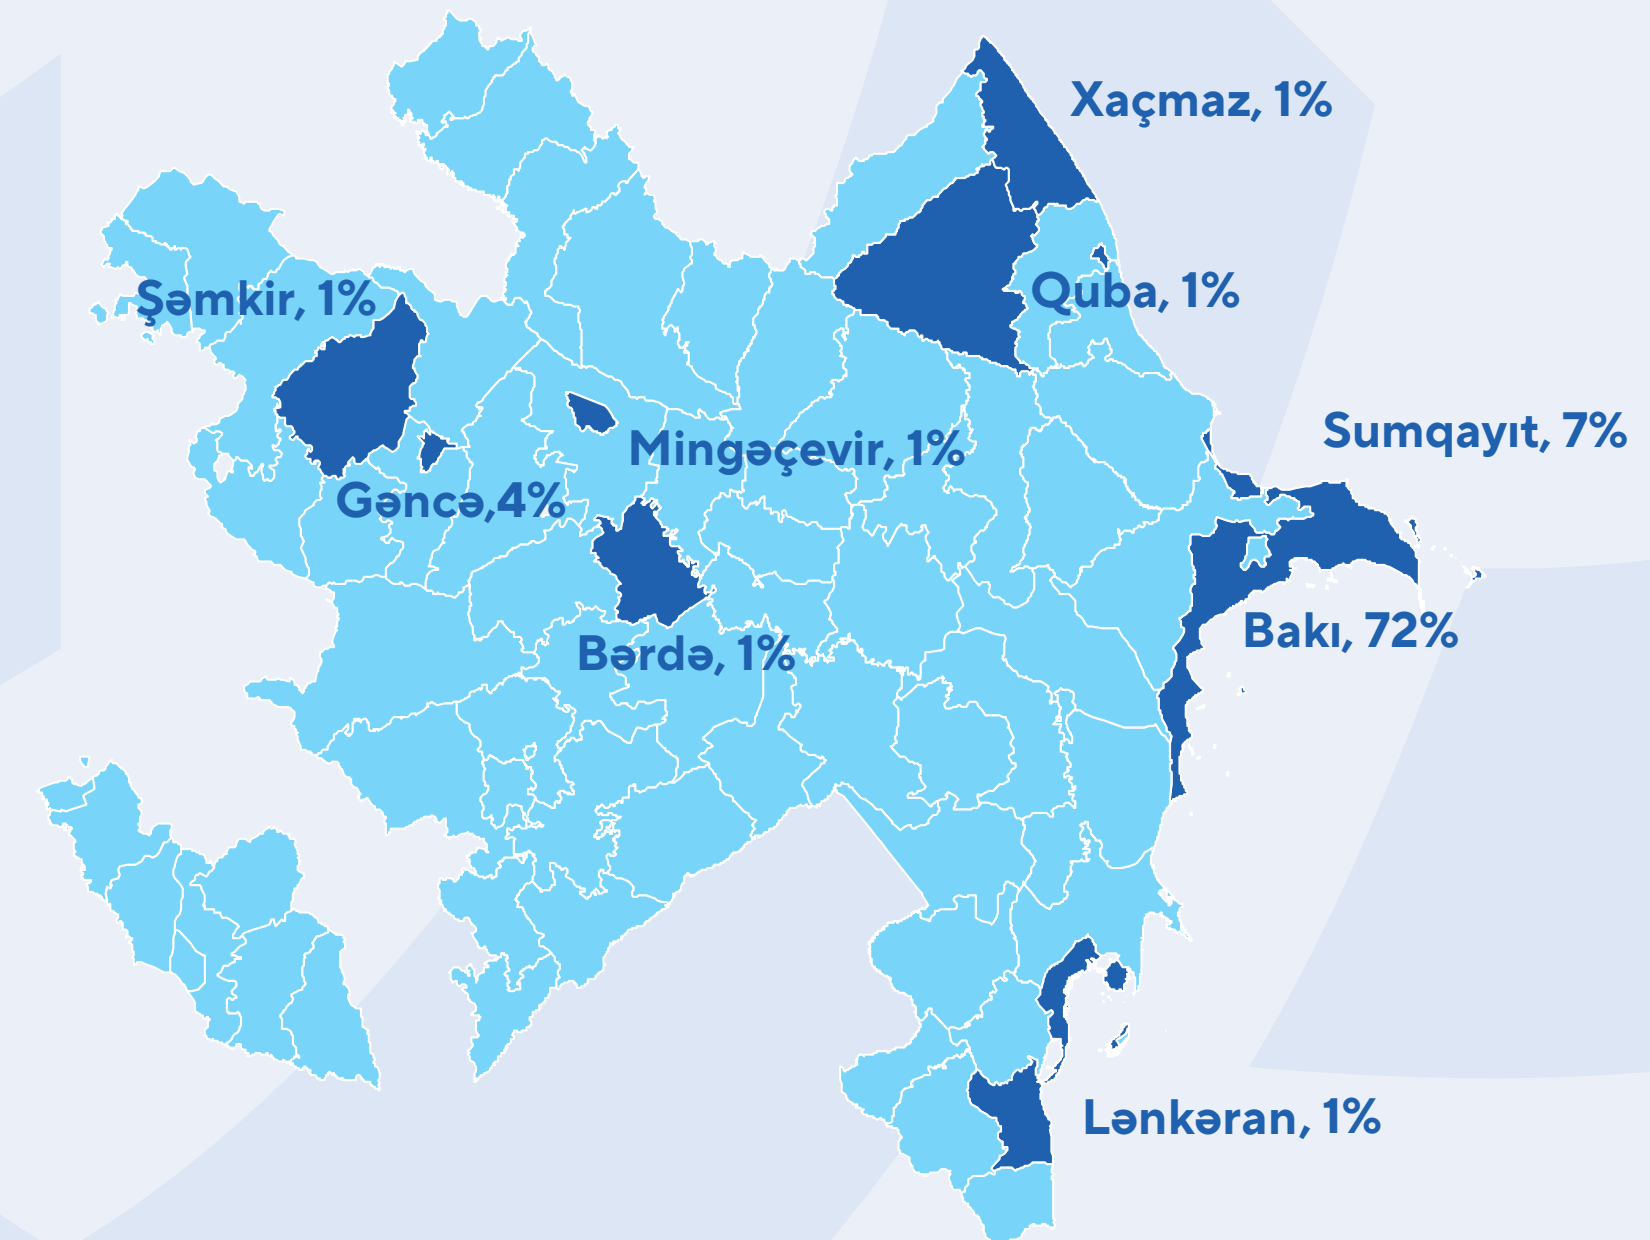 Xaçmaz, 1%
Şəmkir, 1%
Quba, 1%
Sumqayıt, 7%
Mingəçevir, 1%
Gəncə,4%
Bakı, 72%
Bərdə, 1%
Lənkəran, 1%